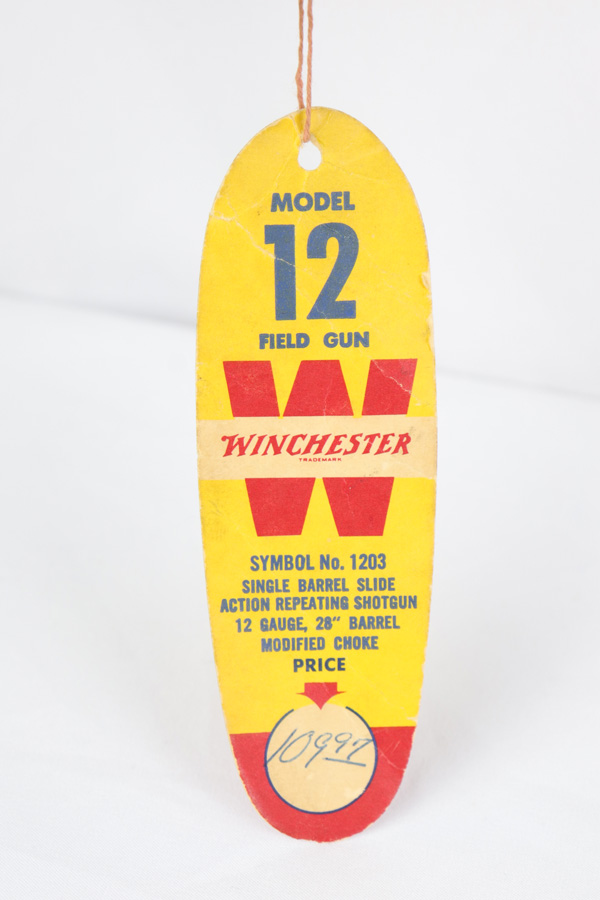 MODEL
12
FIELD GUN
WINCHESTER
TRADEMARK
SYMBOL No. 1203
SINGLE BARREL SLIDE
ACTION REPEATING SHOTGUN
12 GAUGE, 28" BARREL
MODIFIED CHOKE
PRICE
10997